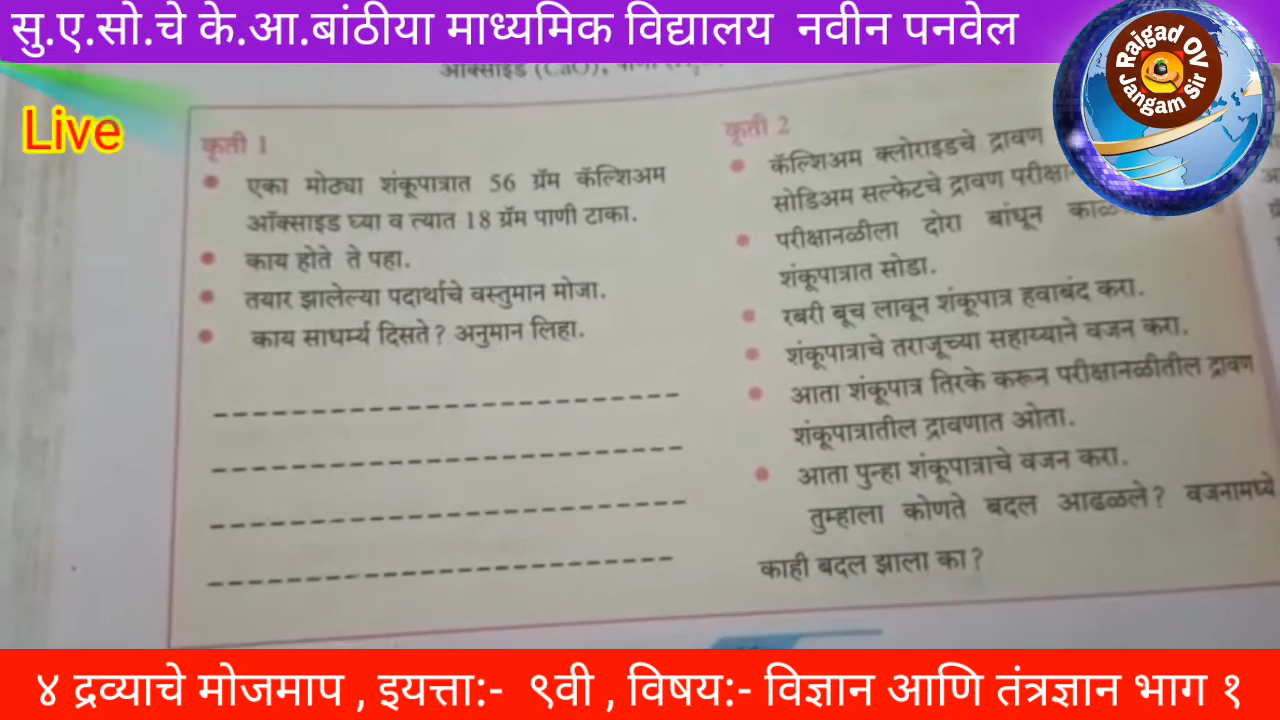 सु.ए.सो.चे के.आ.बांठीया माध्यमिक विद्यालय नवीन पनवेल
Raigad OV
Jangam Sir
Live
ऑक्साइड (CaO), पाणी
कृती 1
एका मोठ्या शंकूपात्रात 56 ग्रॅम कॅल्शिअम
ऑक्साइड घ्या व त्यात 18 ग्रॅम पाणी टाका.
काय होते ते पहा.
तयार झालेल्या पदार्थाचे वस्तुमान मोजा.
काय साधर्म्य दिसते? अनुमान लिहा.
कृती 2
कॅल्शिअम क्लोराइडचे द्रावण
सोडिअम सल्फेटचे द्रावण
परीक्षानळीला दोरा बांधून
शंकूपात्रात सोडा.
रबरी बूच लावून शंकूपात्र हवाबंद करा.
शंकूपात्राचे तराजूच्या सहाय्याने वजन करा.
आता शंकूपात्र तिरके करून परीक्षानळीतील द्रावण
शंकूपात्रातील द्रावणात ओता.
आता पुन्हा शंकूपात्राचे वजन करा.
तुम्हाला कोणते बदल आढळले? वजनामध्ये
काही बदल झाला का?
४ द्रव्याचे मोजमाप , इयत्ता:- ९वी , विषय:- विज्ञान आणि तंत्रज्ञान भाग १